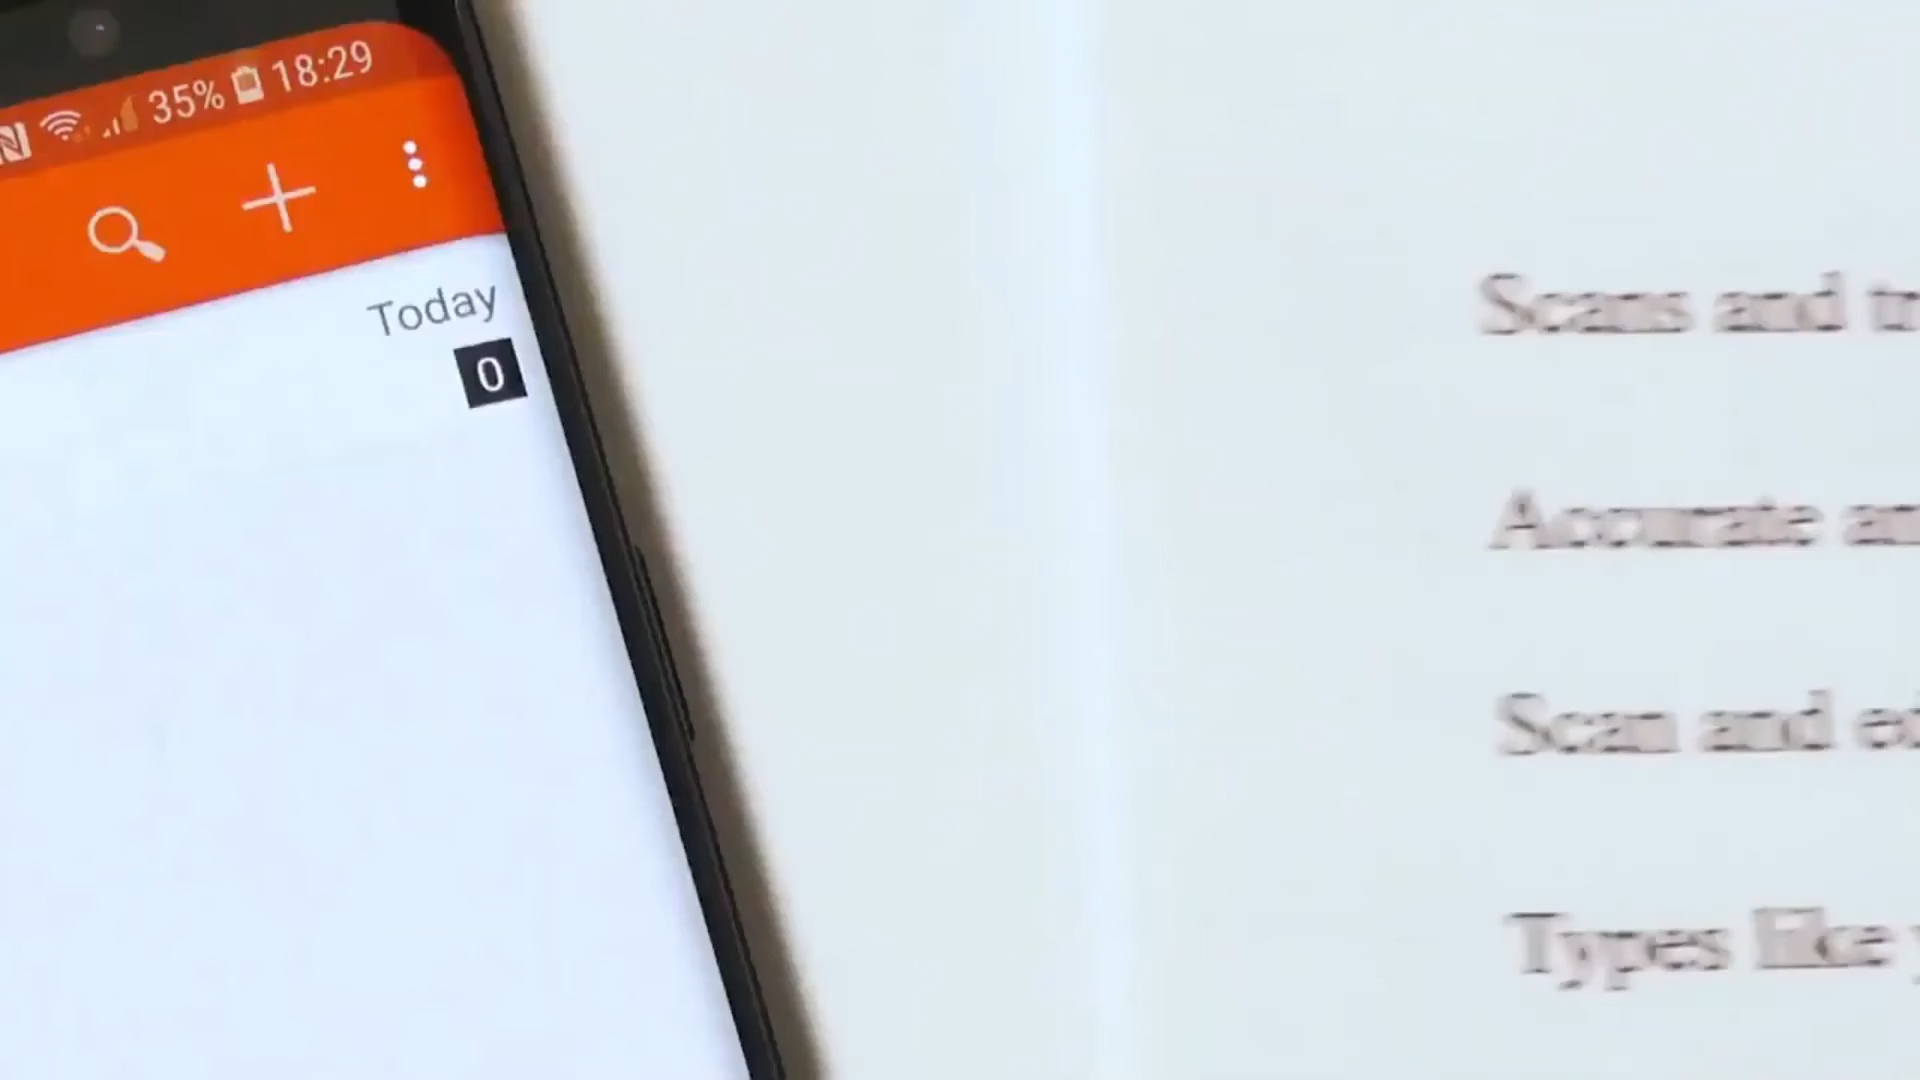 35% 18:29
Today
0
Scans and
Accurate
Scan and
Types like